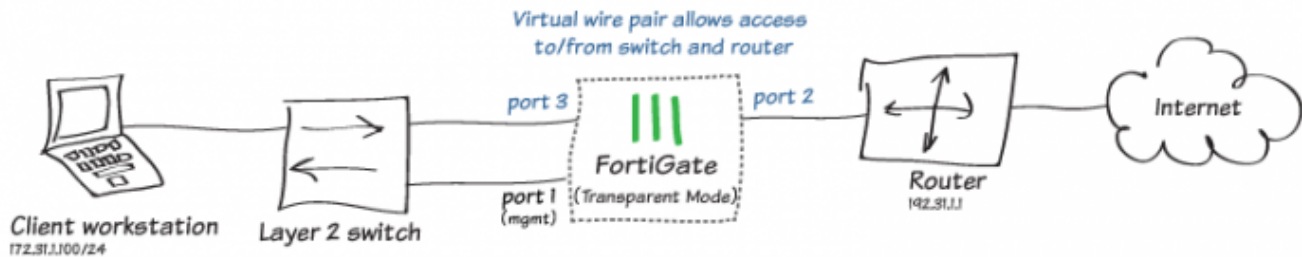 Virtual wire pair allows access
to/from switch and router
port 3
port 2
Internet
FortiGate
(Transparent Mode)
port 1
(mgmt)
Router
192.31.1.1
Client workstation
172.31.1.100/24
Layer 2 switch